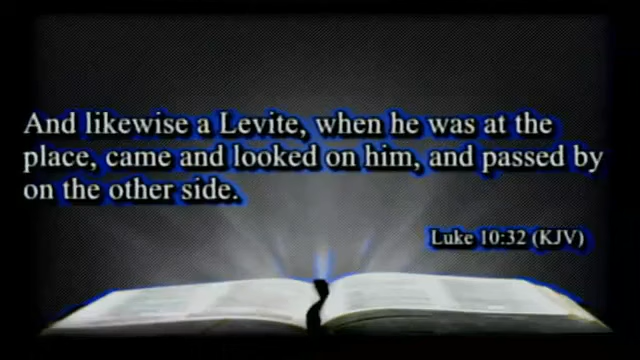 And likewise a Levite, when he was at the
place, came and looked on him, and passed by
on the other side.
Luke 10:32 (KJV)